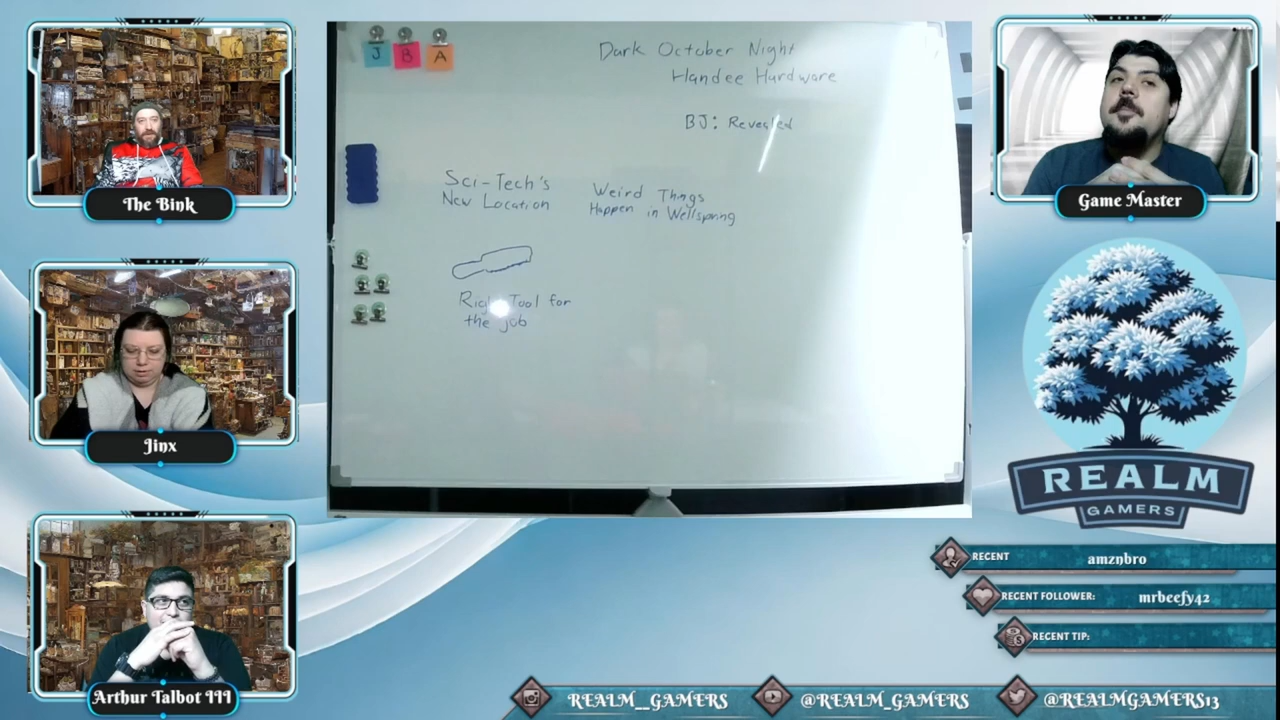 The Bink
Jinx
Arthur Talbot III
J B A
Dark October Night
Handee Hardware
BJ: Revealed
Sci-Tech's
New Location
Weird Things
Happen in Wellspring
Right Tool for
the job
Game Master
REALM
GAMERS
RECENT amznbro
RECENT FOLLOWER: mrbeefy42
RECENT TIP:
REALM__GAMERS
@REALM_GAMERS
@REALMGAMERS13